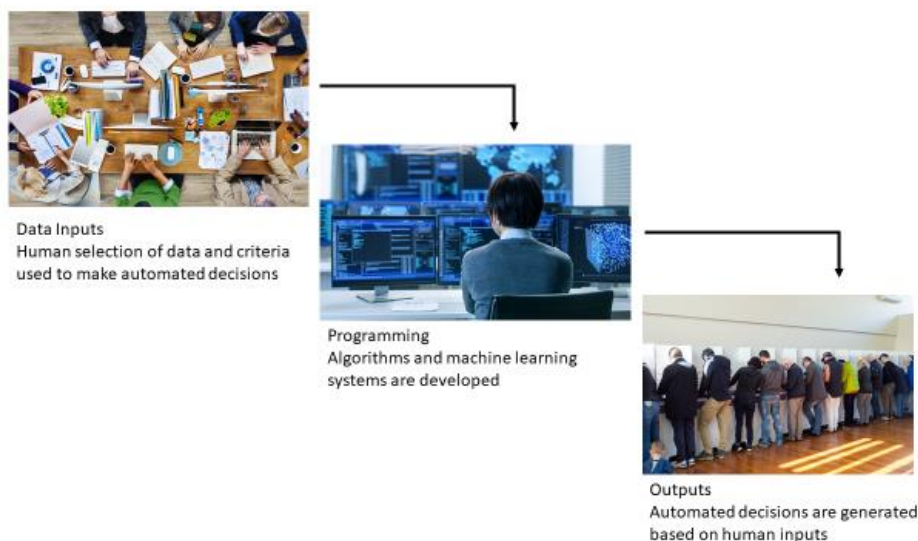 Data Inputs
Human selection of data and criteria
used to make automated decisions
Programming
Algorithms and machine learning
systems are developed
Outputs
Automated decisions are generated
based on human inputs